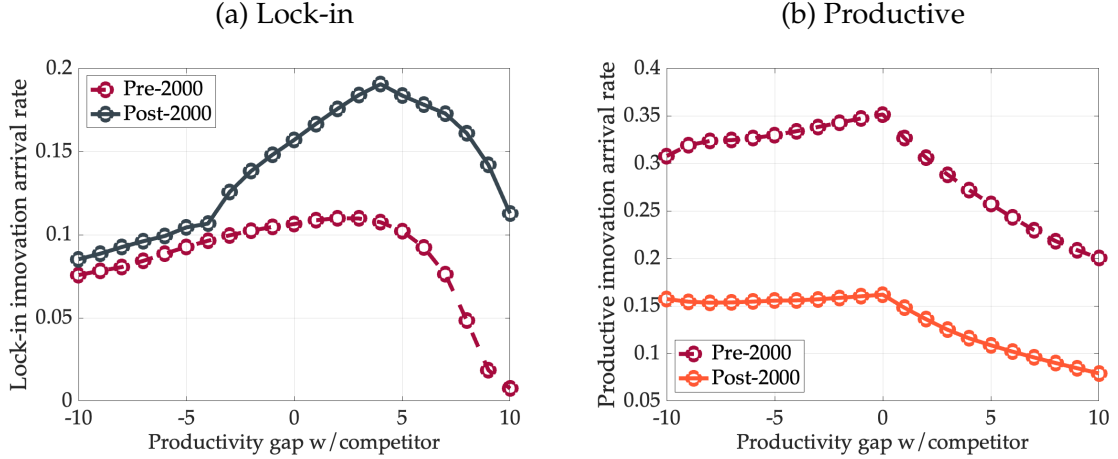 (a) Lock-in
Lock-in innovation arrival rate
0.2
0.15
0.1
0.05
0
Pre-2000
Post-2000
-10
-5
0
5
10
Productivity gap w/competitor
(b) Productive
Productive innovation arrival rate
0.4
0.35
0.3
0.25
0.2
0.15
0.1
0.05
Pre-2000
Post-2000
-10
-5
0
5
10
Productivity gap w/competitor